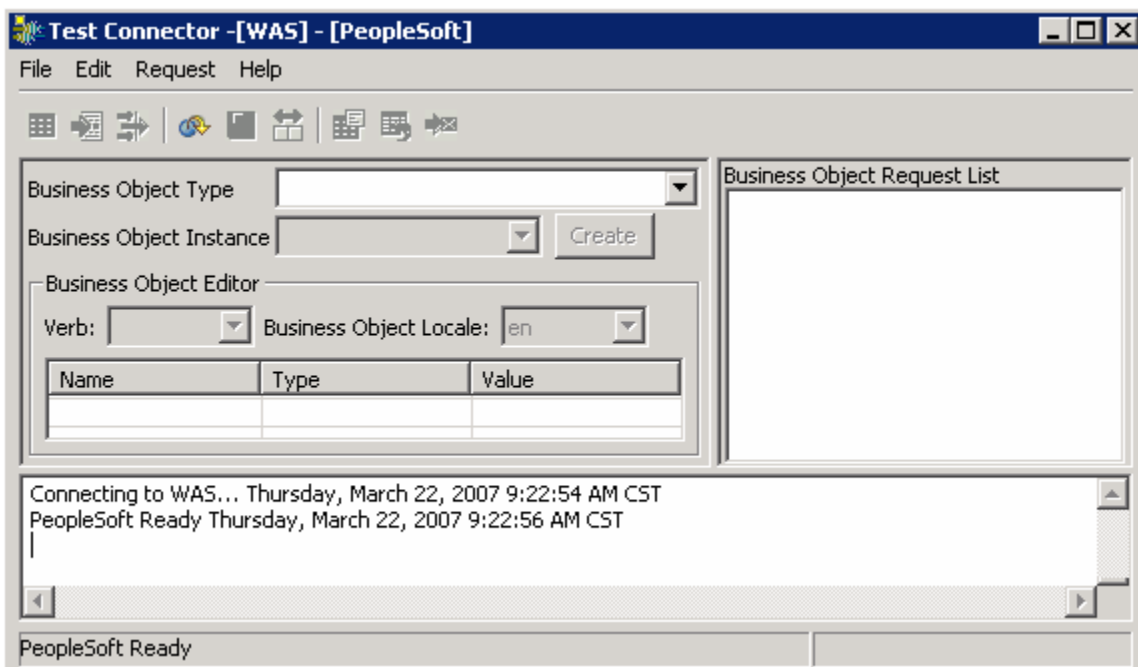 Test Connector -[WAS] - [PeopleSoft]
File Edit Request Help
Business Object Type
Business Object Instance
Create
Business Object Editor
Verb:
Business Object Locale: en
Name Type Value
Business Object Request List
Connecting to WAS... Thursday, March 22, 2007 9:22:54 AM CST
PeopleSoft Ready Thursday, March 22, 2007 9:22:56 AM CST
PeopleSoft Ready